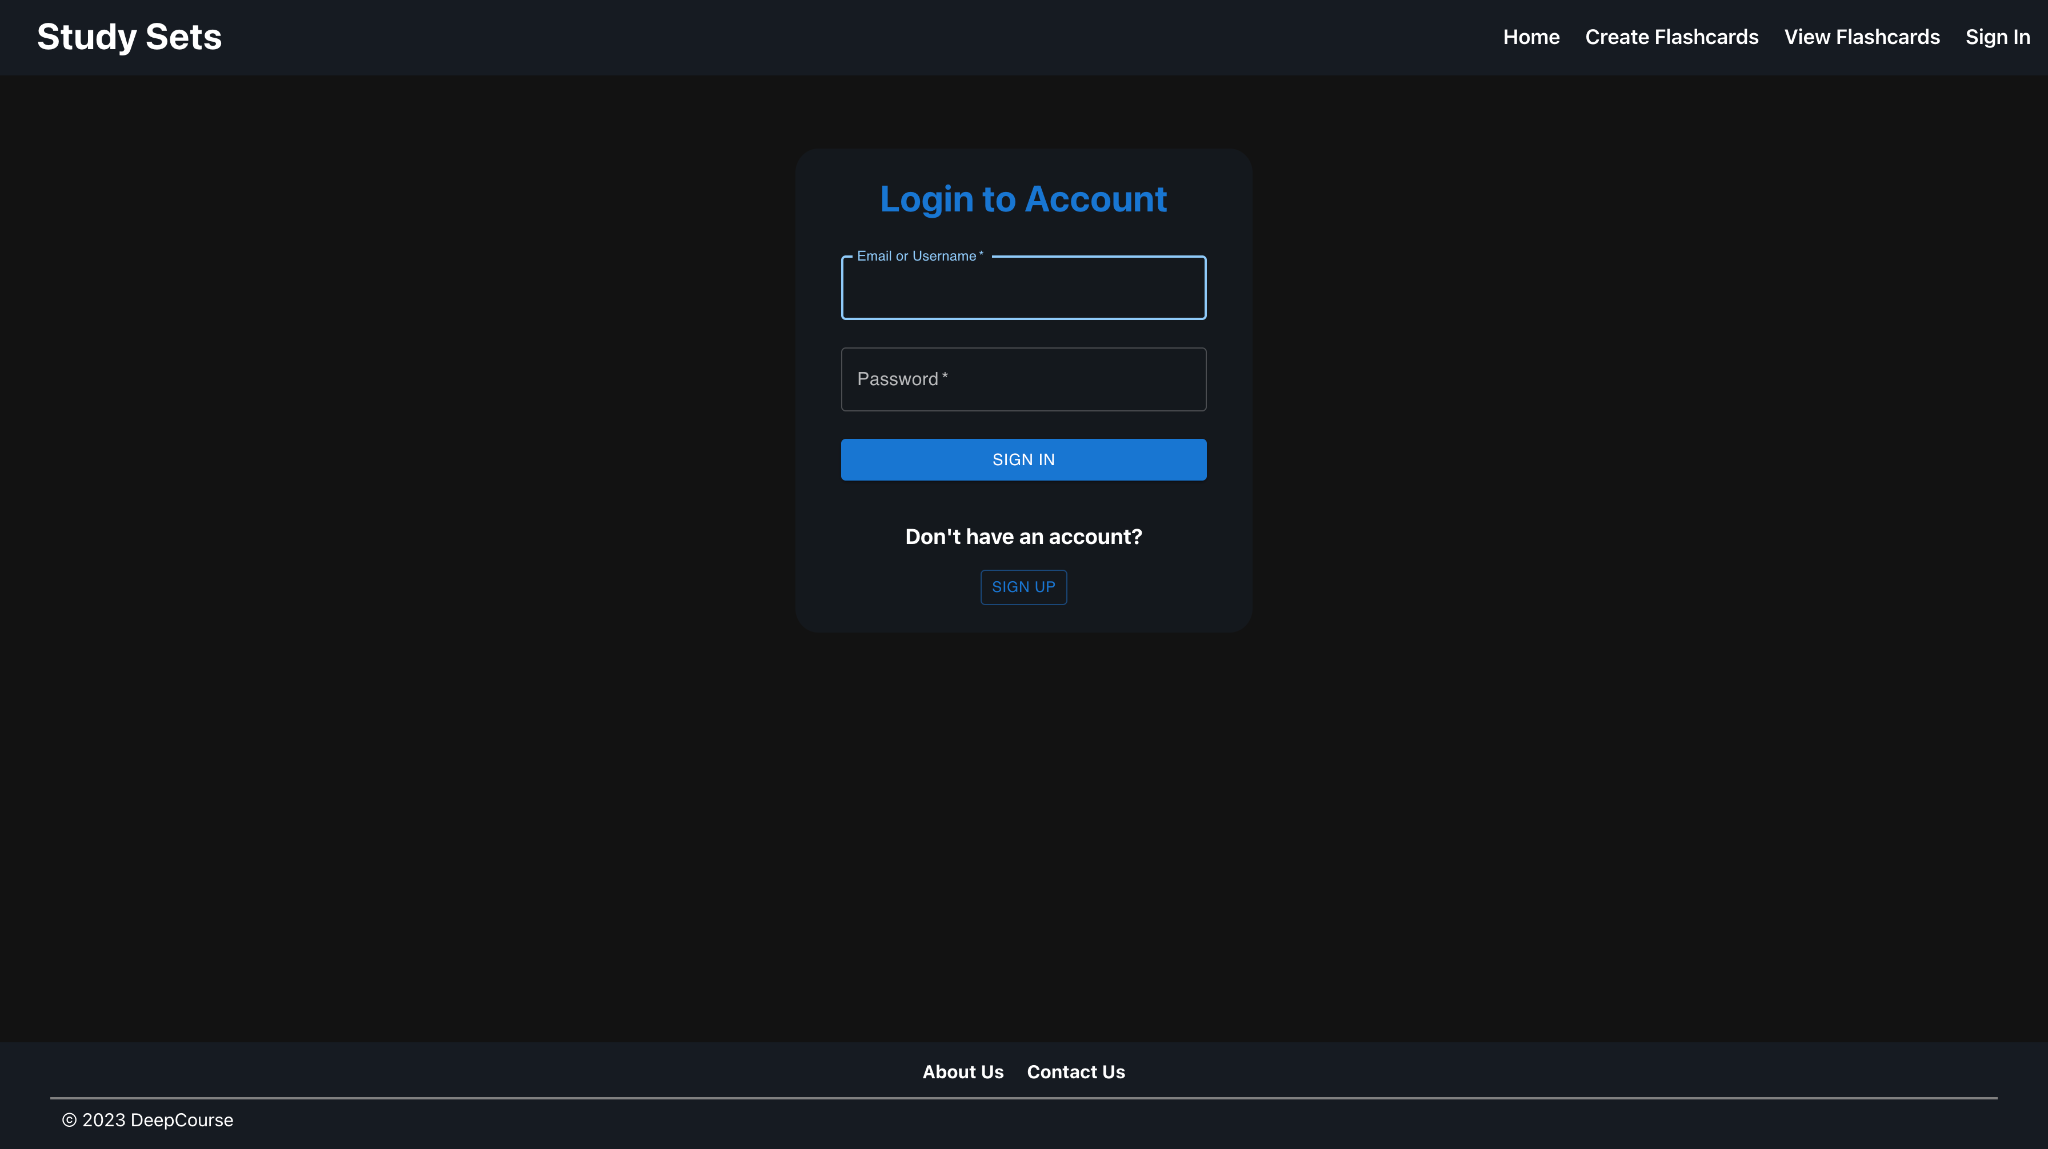 Study Sets
Home Create Flashcards View Flashcards Sign In
Login to Account
Email or Username *
Password *
SIGN IN
Don't have an account?
SIGN UP
About Us Contact Us
© 2023 DeepCourse